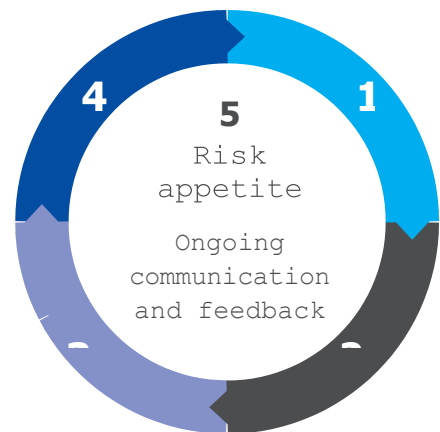 4
1
5
Risk
appetite
Ongoing
communication
and feedback